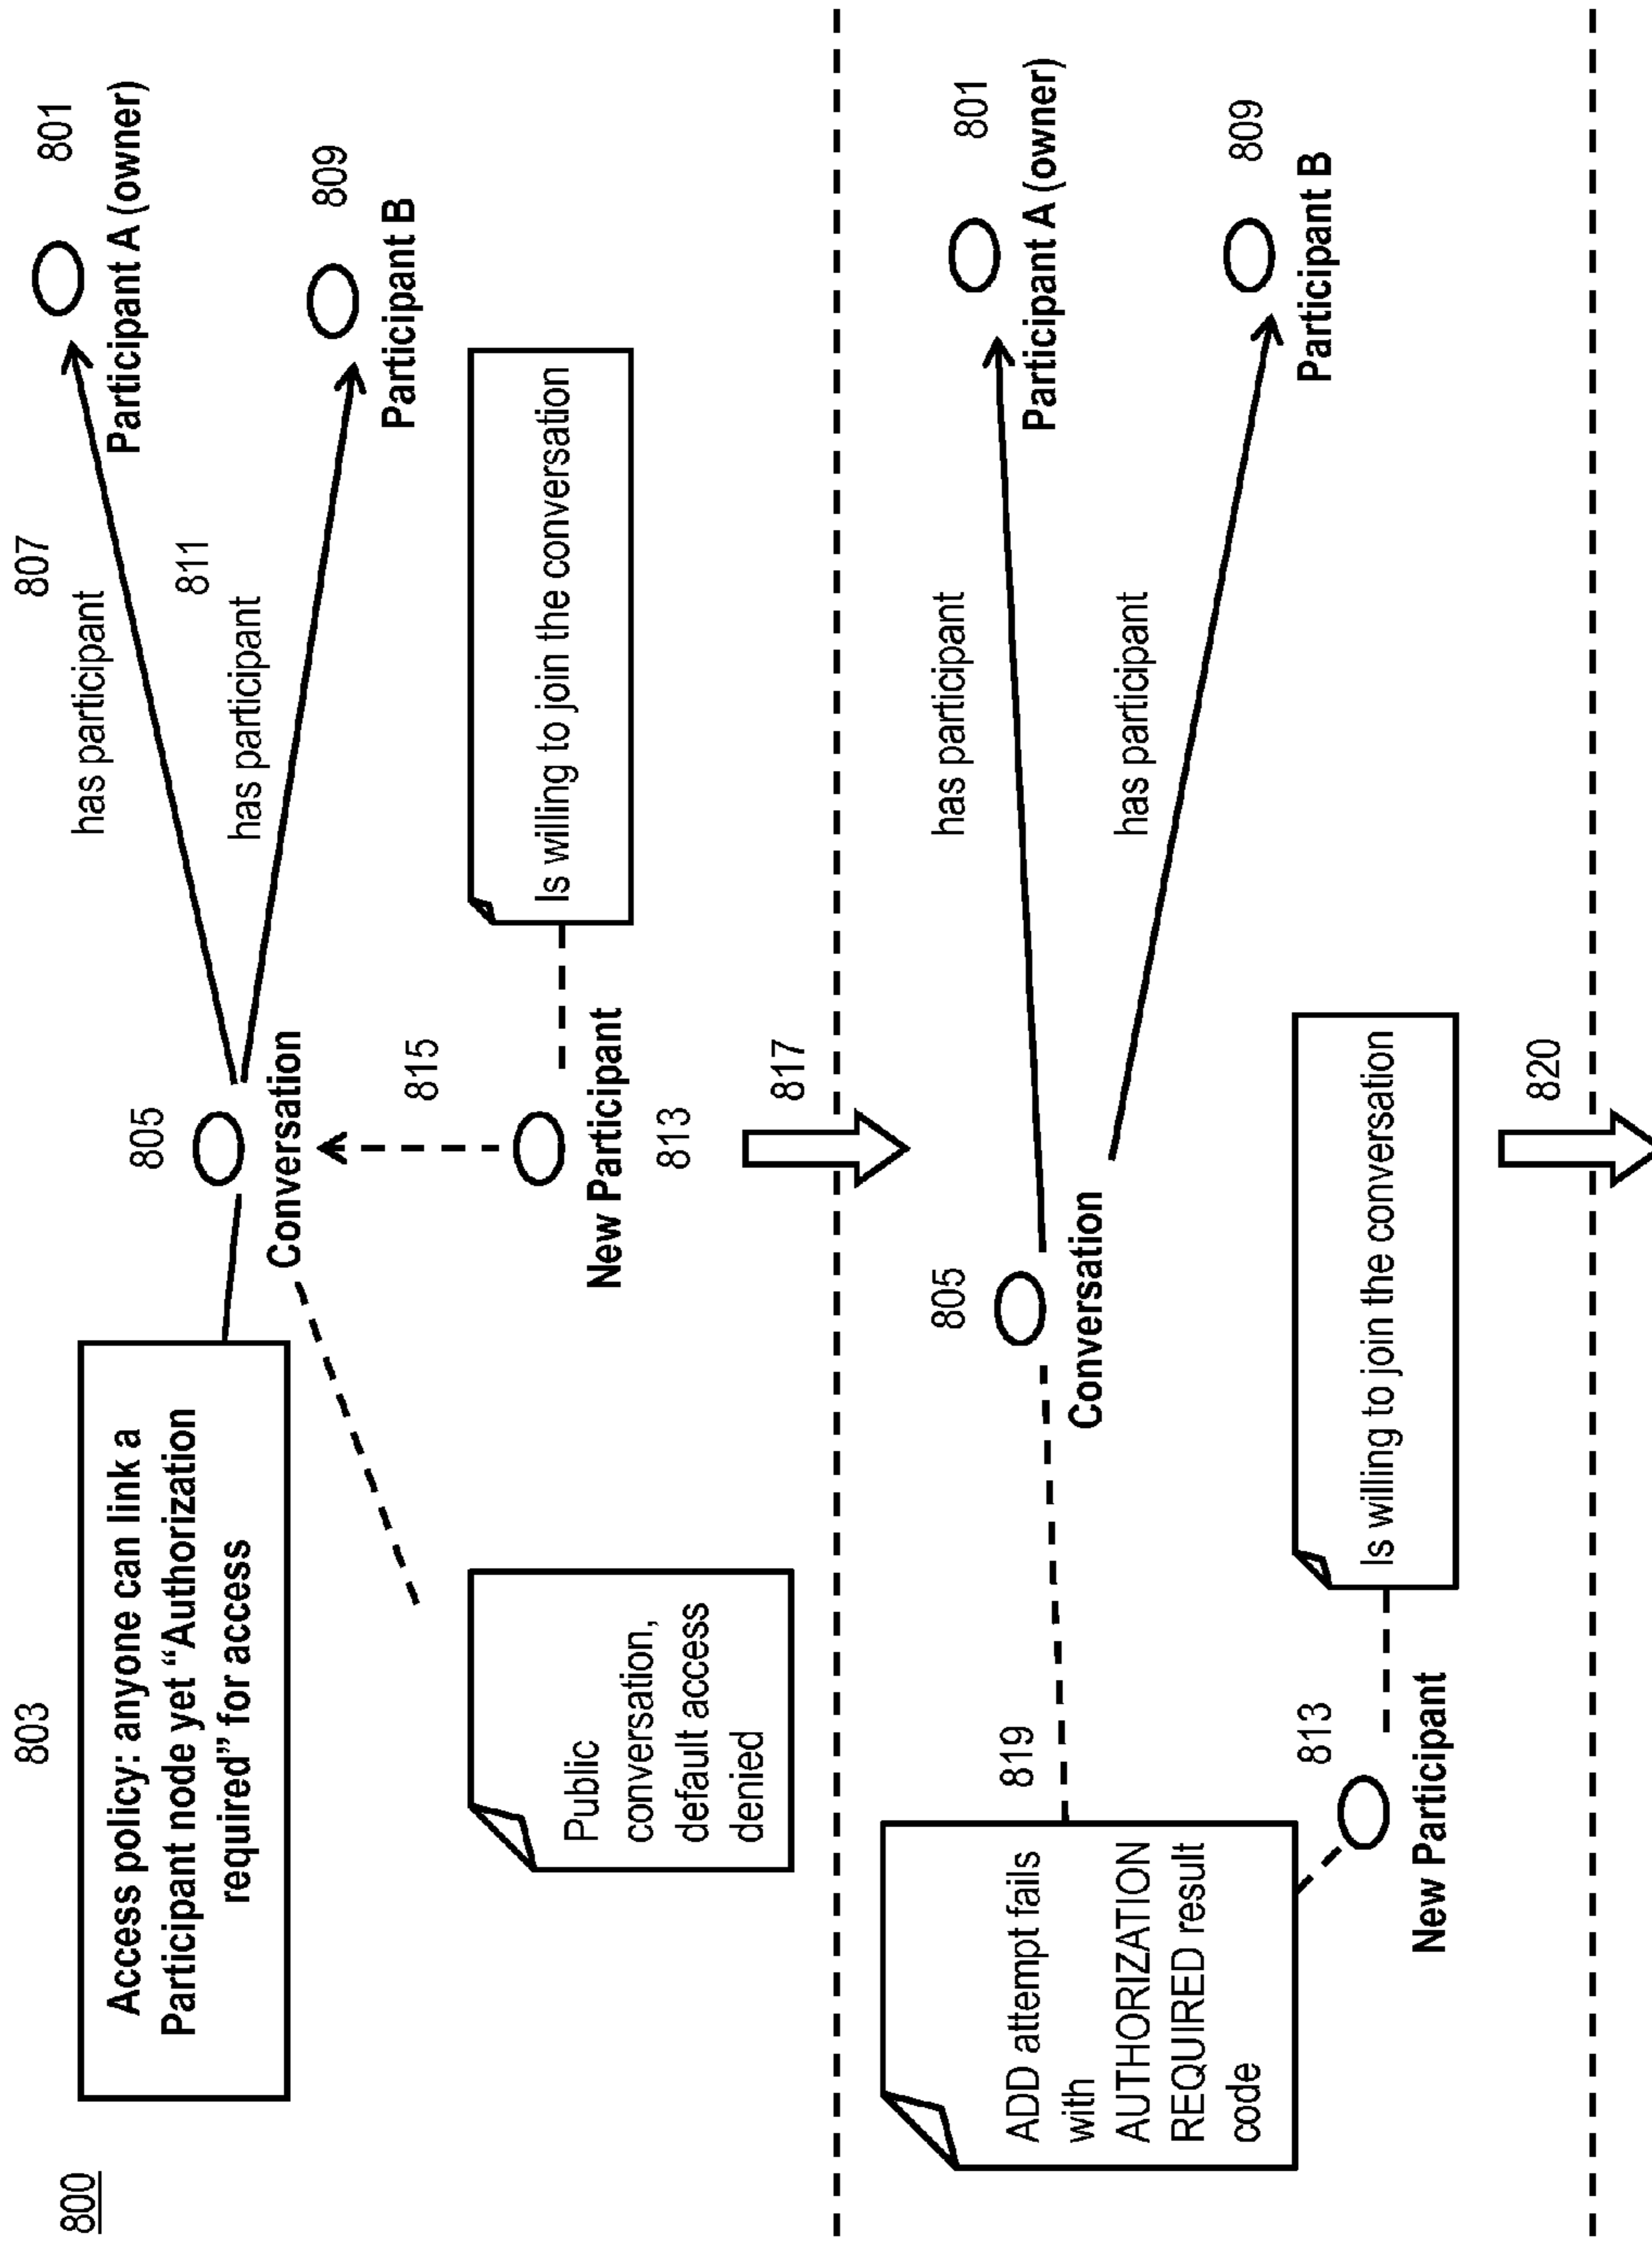 800
803
Access policy: anyone can link a
Participant node yet “Authorization
required” for access
805
Conversation
807
has participant
801
Participant A (owner)
811
has participant
809
Participant B
Public
conversation,
default access
denied
815
New Participant
813
Is willing to join the conversation
817
ADD attempt fails
with
AUTHORIZATION
REQUIRED result
code
819
805
Conversation
has participant
801
Participant A (owner)
has participant
809
Participant B
813
New Participant
Is willing to join the conversation
820